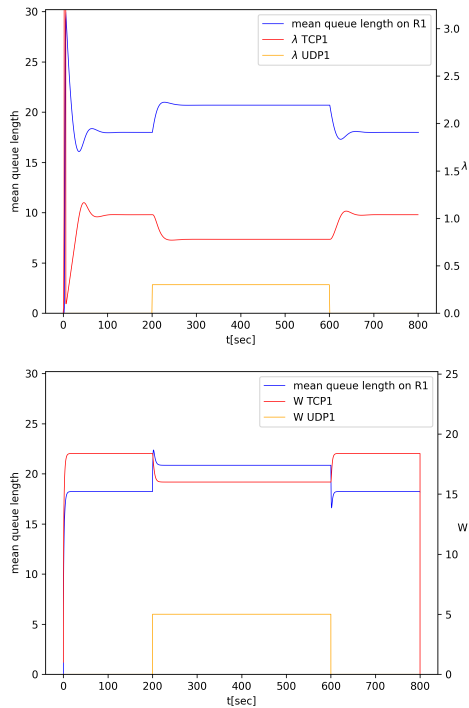 mean queue length on R1
λ TCP1
λ UDP1
30
25
20
15
10
5
0
mean queue length
3.0
2.5
2.0
1.5
1.0
0.5
0.0
λ
0 100 200 300 400 500 600 700 800
t[sec]
mean queue length on R1
W TCP1
W UDP1
30
25
20
15
10
5
0
mean queue length
25
20
15
10
5
0
W
0 100 200 300 400 500 600 700 800
t[sec]